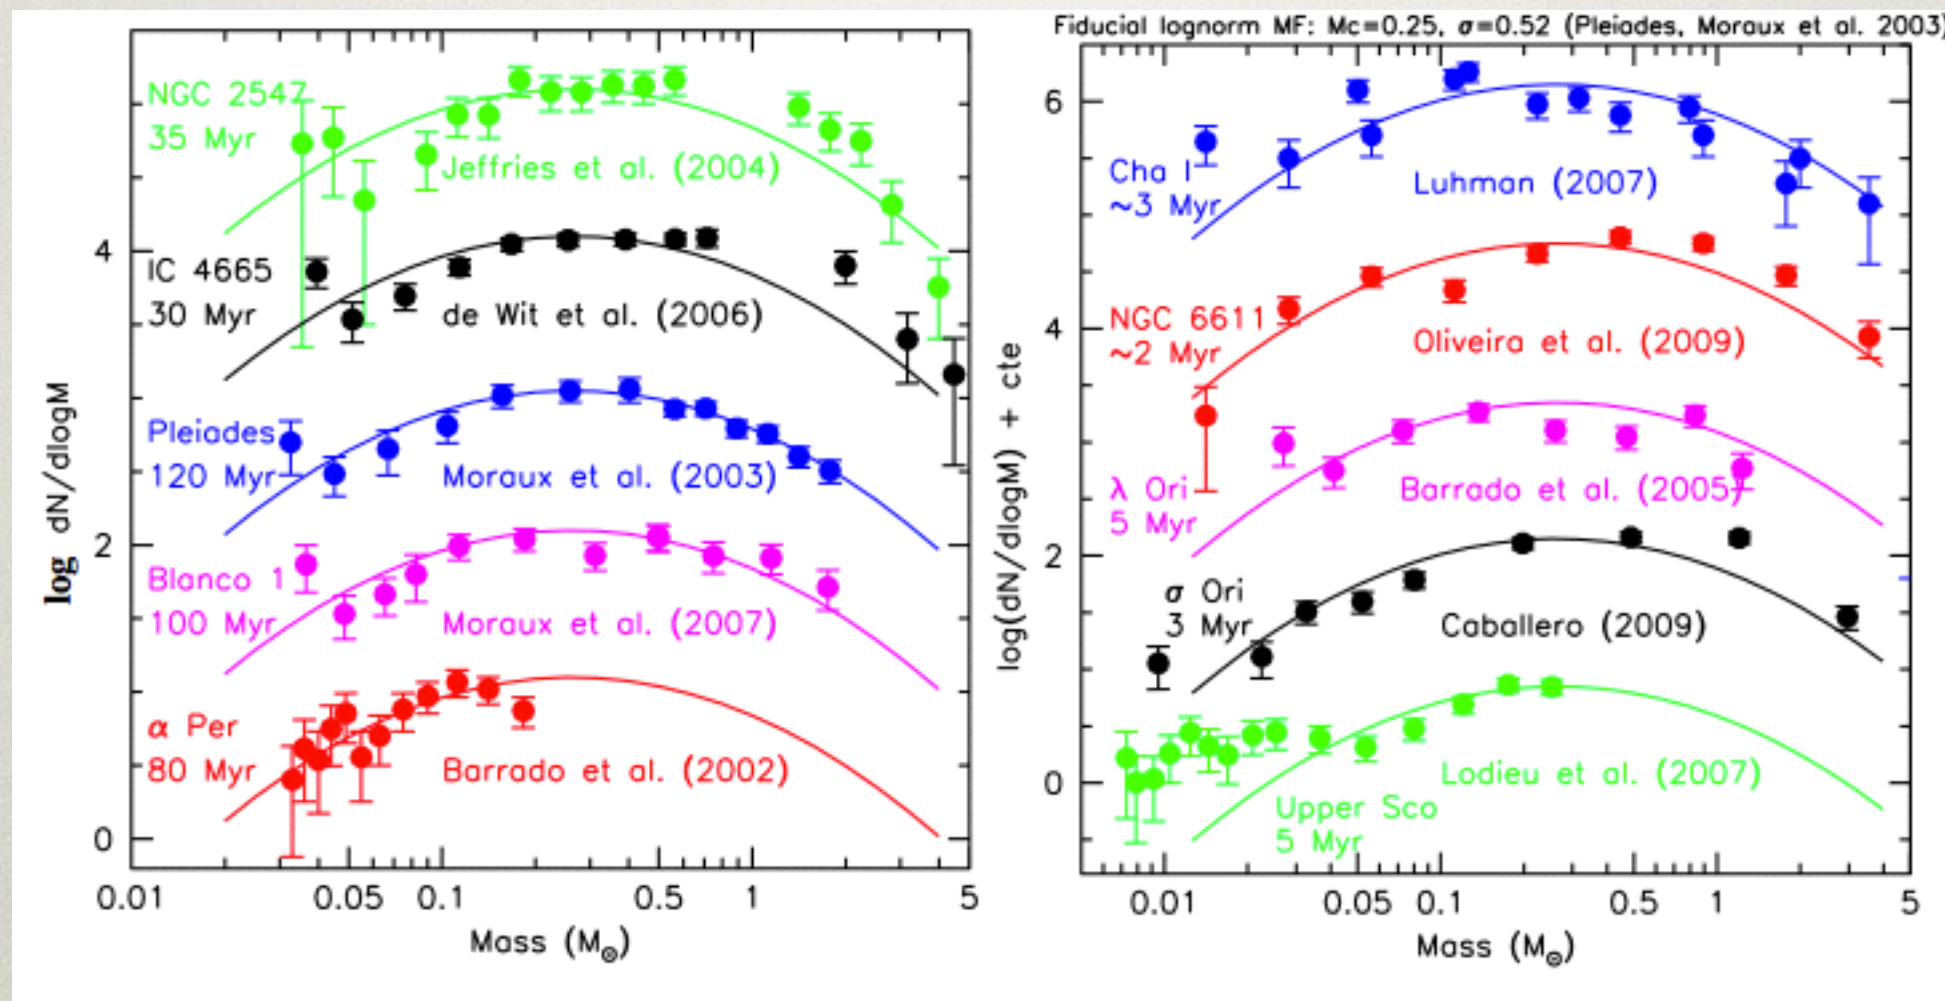 Fiducial lognorm MF: Mc=0.25, σ=0.52 (Pleiades, Moraux et al. 2003)
log dN/dlogM
4
2
0
NGC 2547
35 Myr
Jeffries et al. (2004)
IC 4665
30 Myr
de Wit et al. (2006)
Pleiades
120 Myr
Moraux et al. (2003)
Blanco 1
100 Myr
Moraux et al. (2007)
α Per
80 Myr
Barrado et al. (2002)
0.01 0.05 0.1 0.5 1 5
Mass (M⊙)
log(dN/dlogM) + cte
6
4
2
0
Cha I
~3 Myr
Luhman (2007)
NGC 6611
~2 Myr
Oliveira et al. (2009)
λ Ori
5 Myr
Barrado et al. (2005)
σ Ori
3 Myr
Caballero (2009)
Lodieu et al. (2007)
Upper Sco
5 Myr
0.01 0.05 0.1 0.5 1 5
Mass (M⊙)